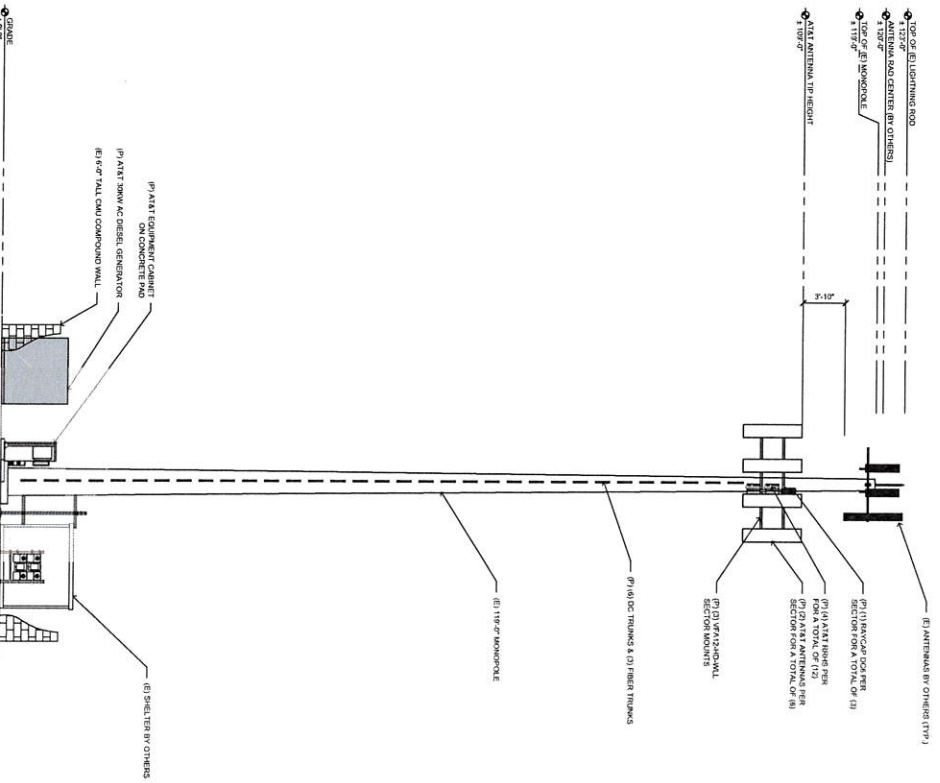 TOP OF (E) LIGHTNING ROD
± 123'-0"
ANTENNA RAD CENTER (BY OTHERS)
± 120'-0"
TOP OF (E) MONOPOLE
± 119'-0"
AT&T ANTENNA TIP HEIGHT
± 109'-0"
3'-10"
(E) ANTENNAS BY OTHERS (TYP.)
(P) (1) RAYCAP DC6 PER
SECTOR FOR A TOTAL OF (3)
(P) (4) AT&T RRHS PER
FOR A TOTAL OF (12)
(P) (2) AT&T ANTENNAS PER
SECTOR FOR A TOTAL OF (6)
(P) (3) VFA12-HD-WLL
SECTOR MOUNTS
(P) (6) DC TRUNKS & (3) FIBER TRUNKS
(E) 119'-0" MONOPOLE
(P) AT&T EQUIPMENT CABINET
ON CONCRETE PAD
(P) AT&T 30KW AC DIESEL GENERATOR
(E) 6'-0" TALL CMU COMPOUND WALL
(E) SHELTER BY OTHERS
GRADE